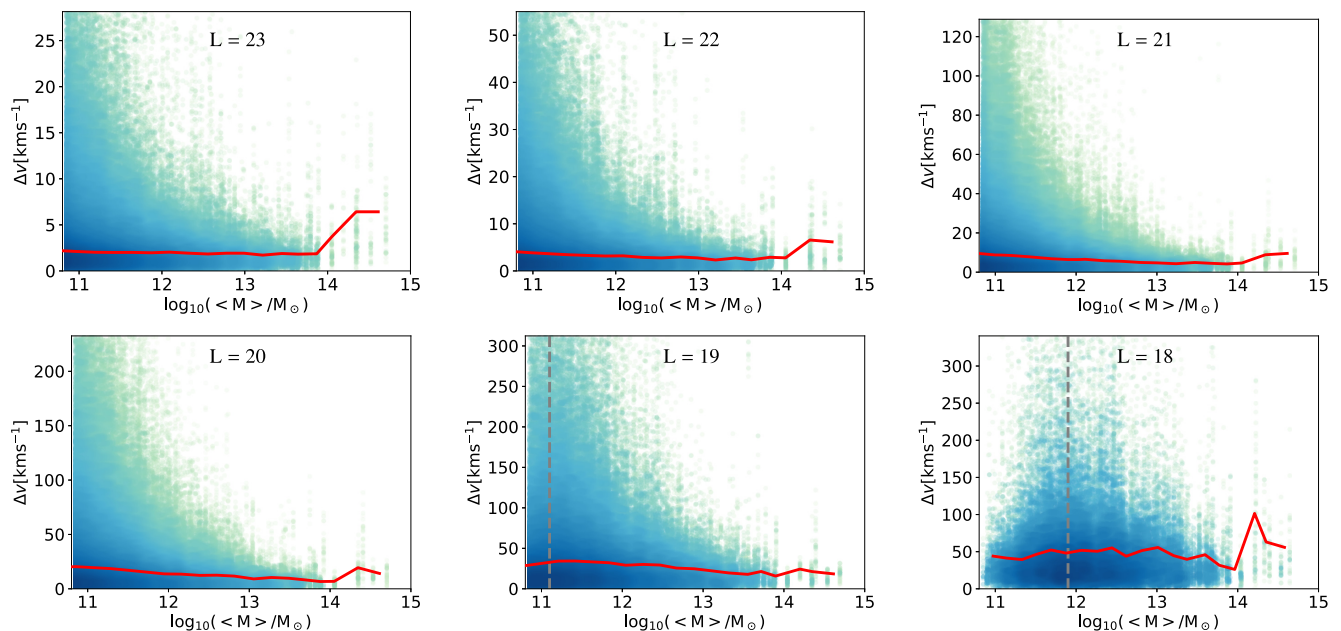 L = 23
Δv[kms⁻¹]
25
20
15
10
5
0
11 12 13 14 15
log₁₀(< M > /M⊙)
L = 22
Δv[kms⁻¹]
50
40
30
20
10
0
11 12 13 14 15
log₁₀(< M > /M⊙)
L = 21
Δv[kms⁻¹]
120
100
80
60
40
20
0
11 12 13 14 15
log₁₀(< M > /M⊙)
L = 20
Δv[kms⁻¹]
200
150
100
50
0
11 12 13 14 15
log₁₀(< M > /M⊙)
L = 19
Δv[kms⁻¹]
300
250
200
150
100
50
0
11 12 13 14 15
log₁₀(< M > /M⊙)
L = 18
Δv[kms⁻¹]
300
250
200
150
100
50
0
11 12 13 14 15
log₁₀(< M > /M⊙)